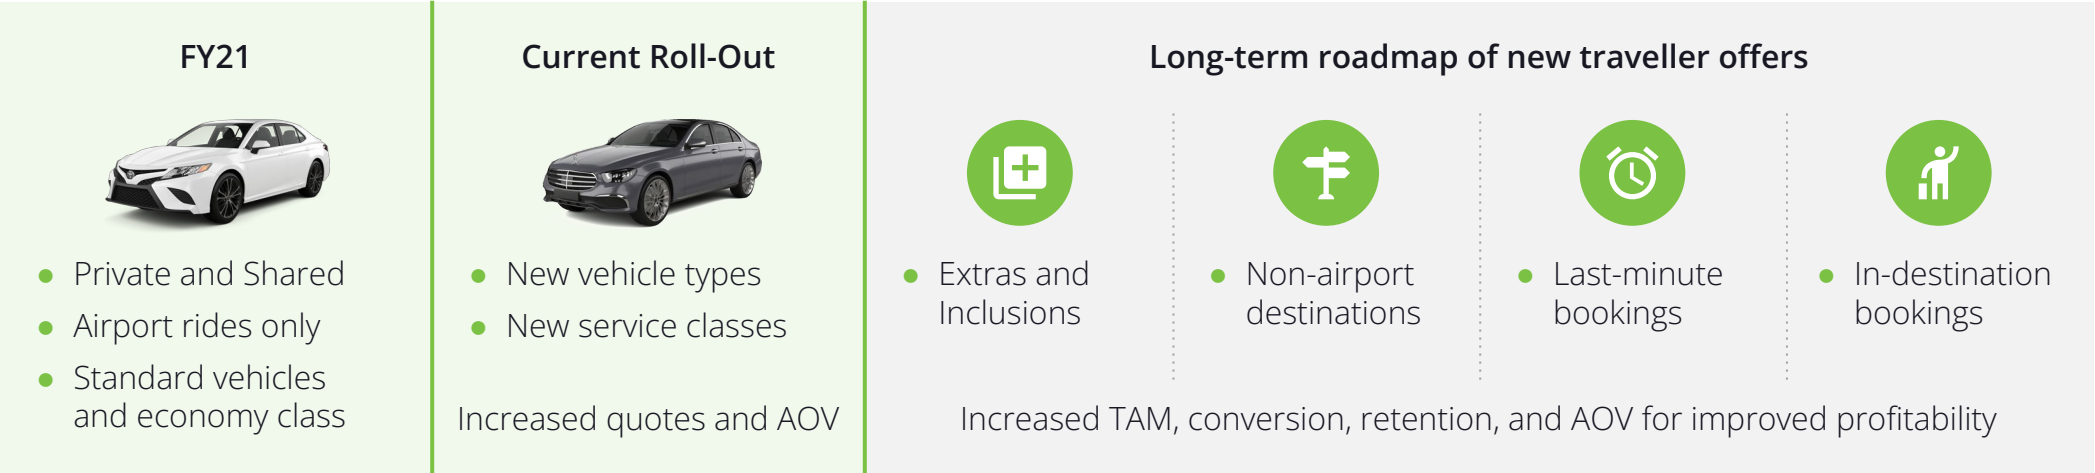 FY21
Private and Shared
Airport rides only
Standard vehicles
and economy class
Current Roll-Out
New vehicle types
New service classes
Increased quotes and AOV
Long-term roadmap of new traveller offers
Extras and
Inclusions
Non-airport
destinations
Last-minute
bookings
In-destination
bookings
Increased TAM, conversion, retention, and AOV for improved profitability